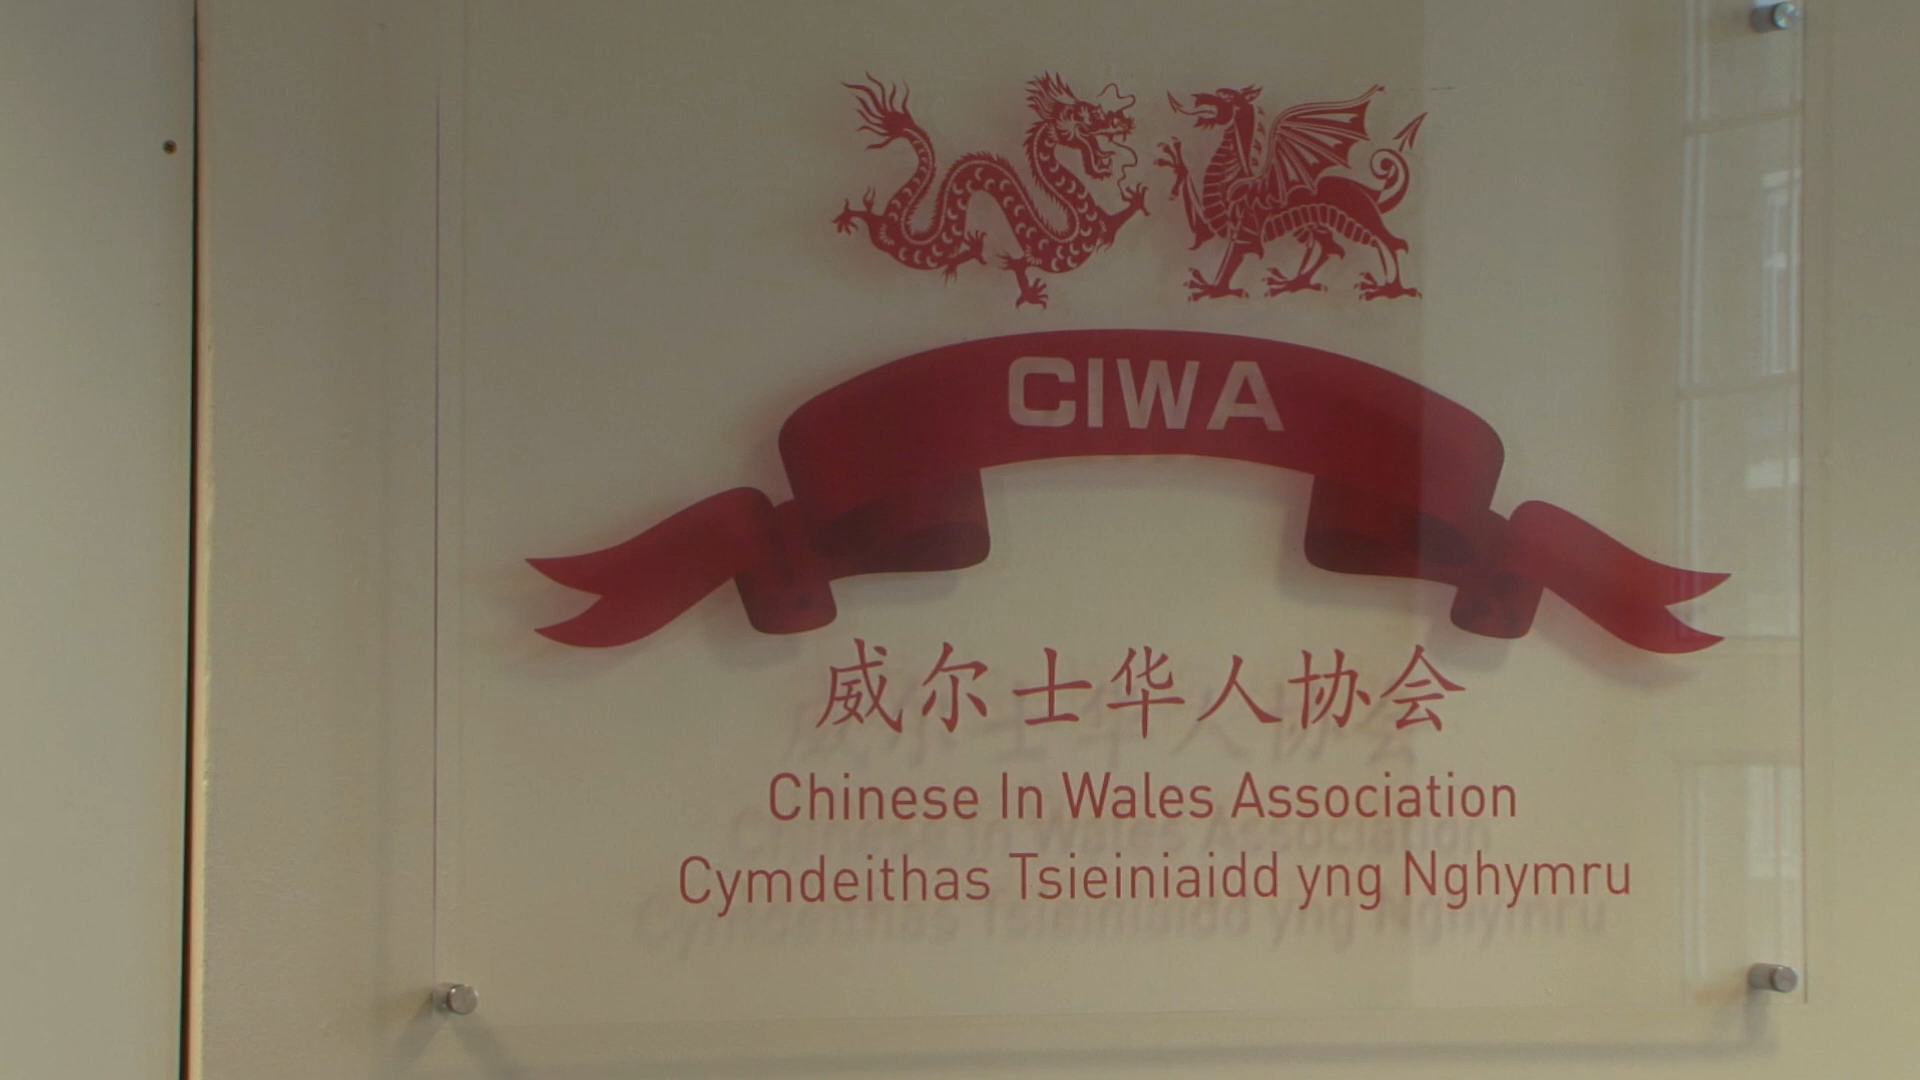 CIWA
威尔士华人协会
Chinese In Wales Association
Cymdeithas Tsieiniaidd yng Nghymru